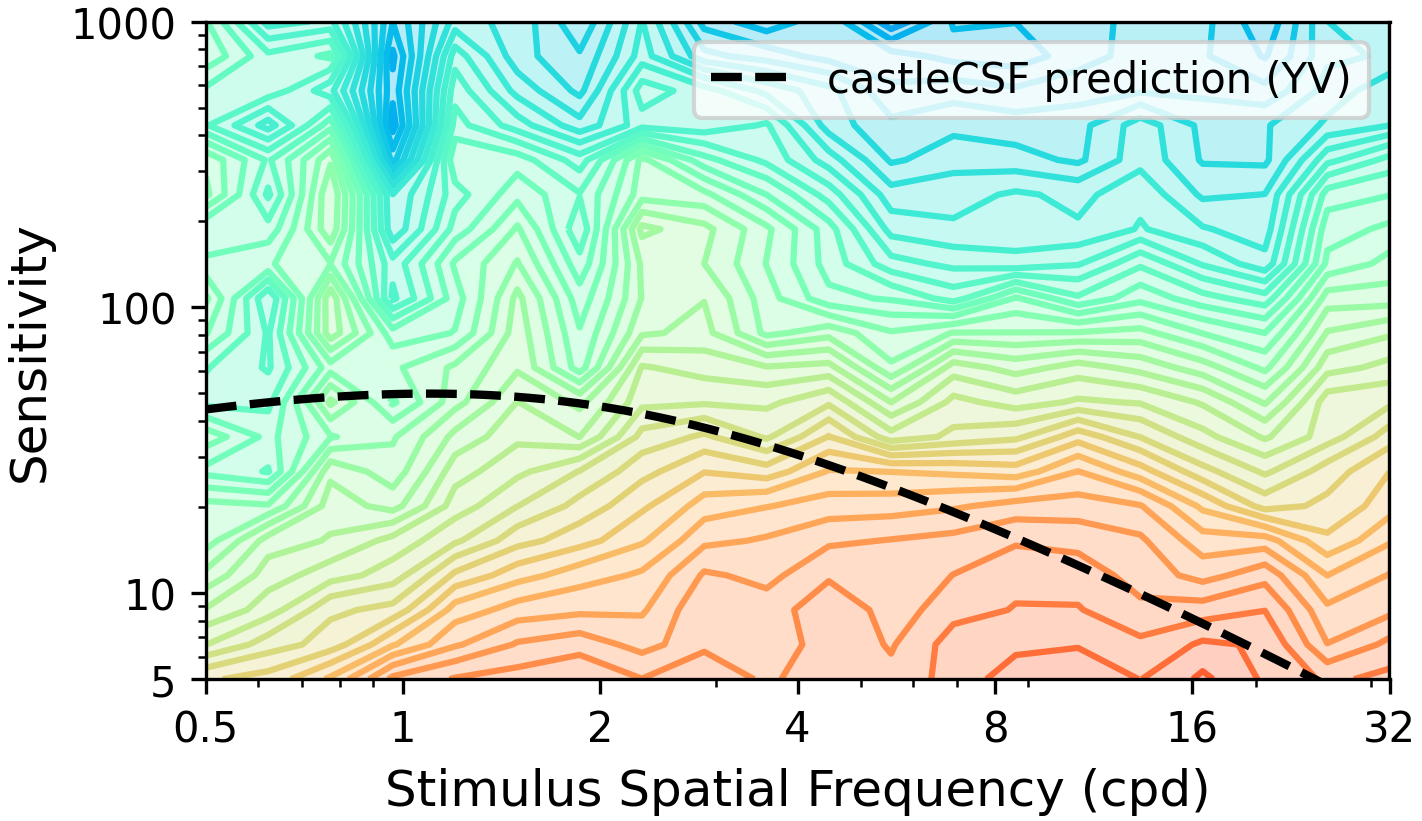 1000
100
10
5
Sensitivity
castleCSF prediction (YV)
0.5 1 2 4 8 16 32
Stimulus Spatial Frequency (cpd)